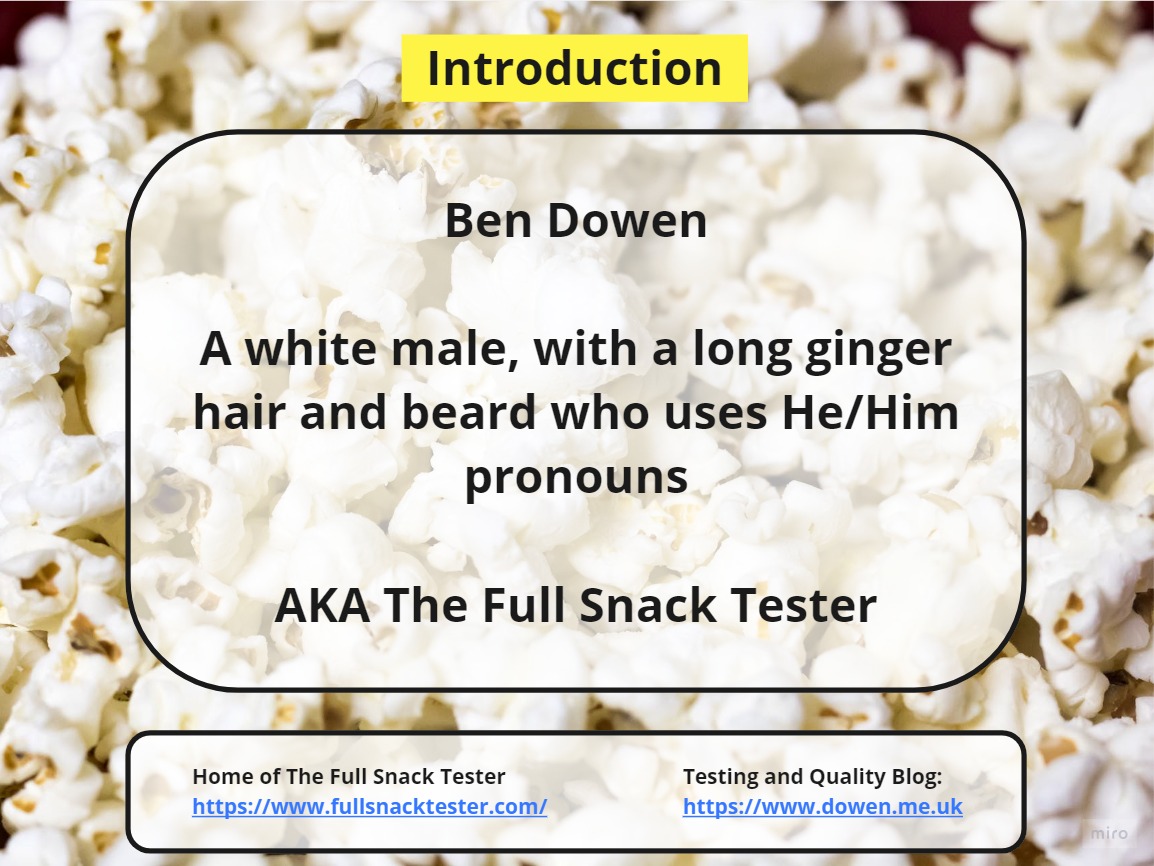 Introduction
Ben Dowen
A white male, with a long ginger
hair and beard who uses He/Him
pronouns
AKA The Full Snack Tester
Home of The Full Snack Tester
https://www.fullsnacktester.com/
Testing and Quality Blog:
https://www.dowen.me.uk
miro